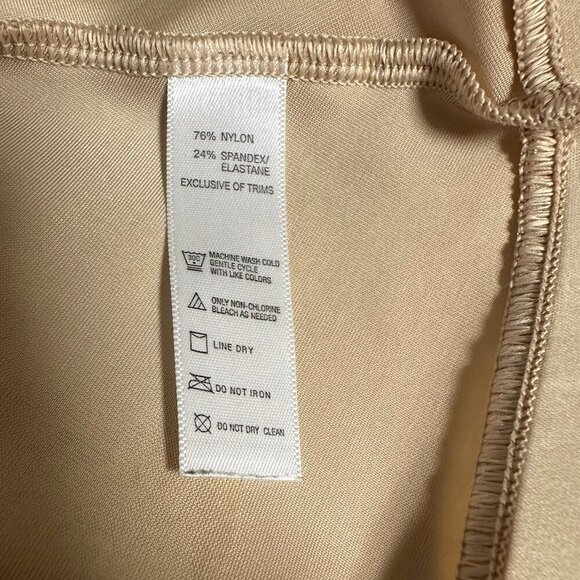 76% NYLON
24% SPANDEX/
ELASTANE
EXCLUSIVE OF TRIMS
30C MACHINE WASH COLD
GENTLE CYCLE
WITH LIKE COLORS
ONLY NON-CHLORINE
BLEACH AS NEEDED
LINE DRY
DO NOT IRON
DO NOT DRY CLEAN